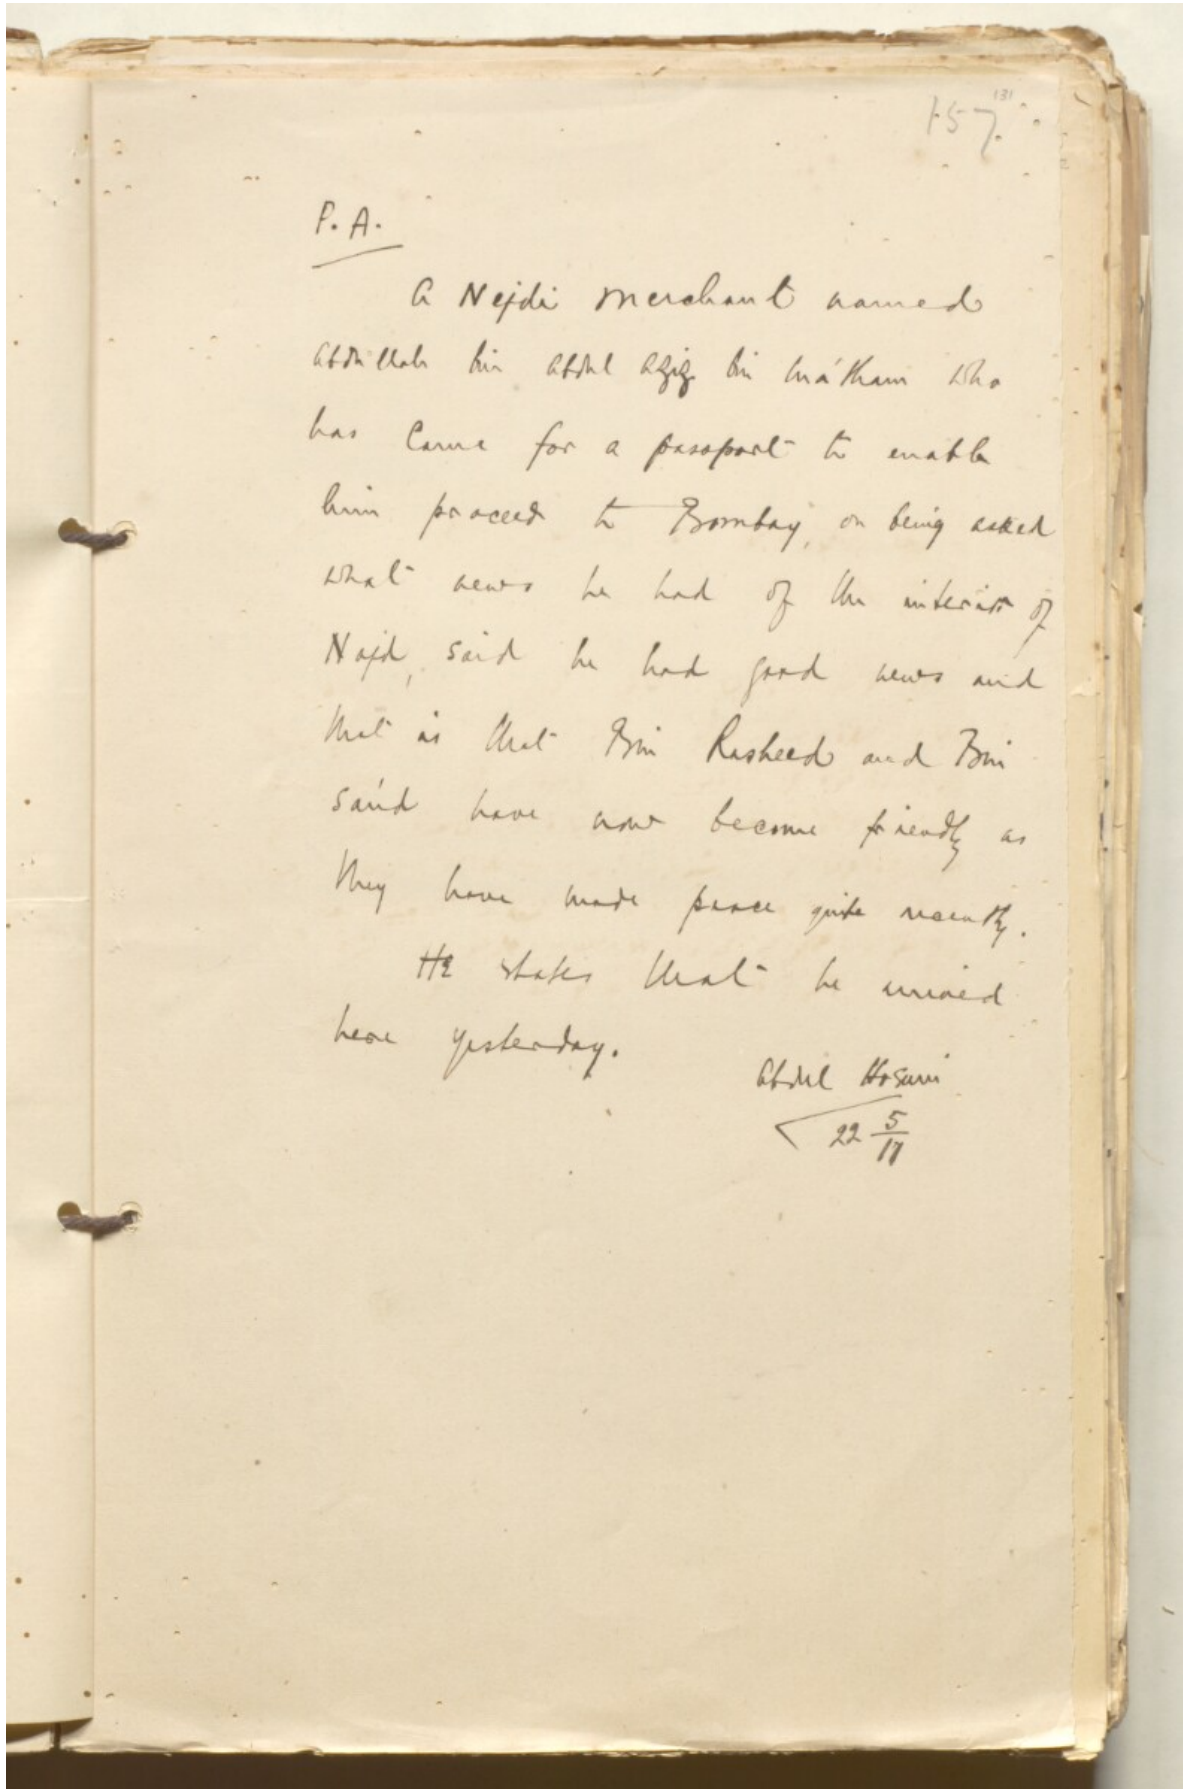 131
157.
P. A.
A Nejdi merchant named
Abdullah bin Abdul Aziz bin Má'tham who
has come for a passport to enable
him proceed to Bombay, on being asked
what news he had of the interior of
Najd, said he had good news and
that is that Bin Rasheed and Bin
Sa'úd have now become friendly as
they have made peace quite recently.
He states that he arrived
here yesterday.
Abdul
22 5/17